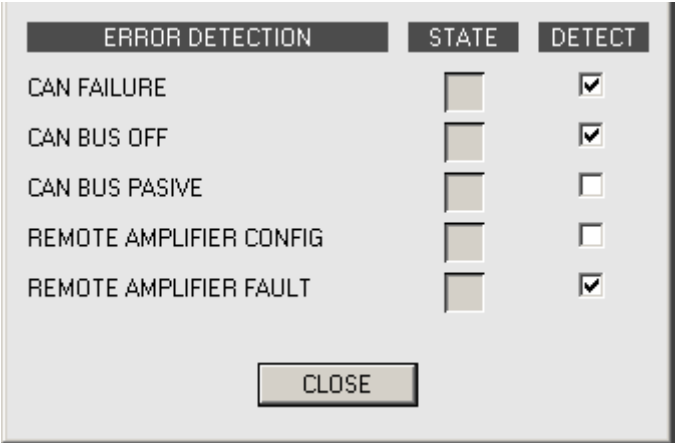 ERROR DETECTION STATE DETECT
CAN FAILURE
CAN BUS OFF
CAN BUS PASIVE
REMOTE AMPLIFIER CONFIG
REMOTE AMPLIFIER FAULT
CLOSE